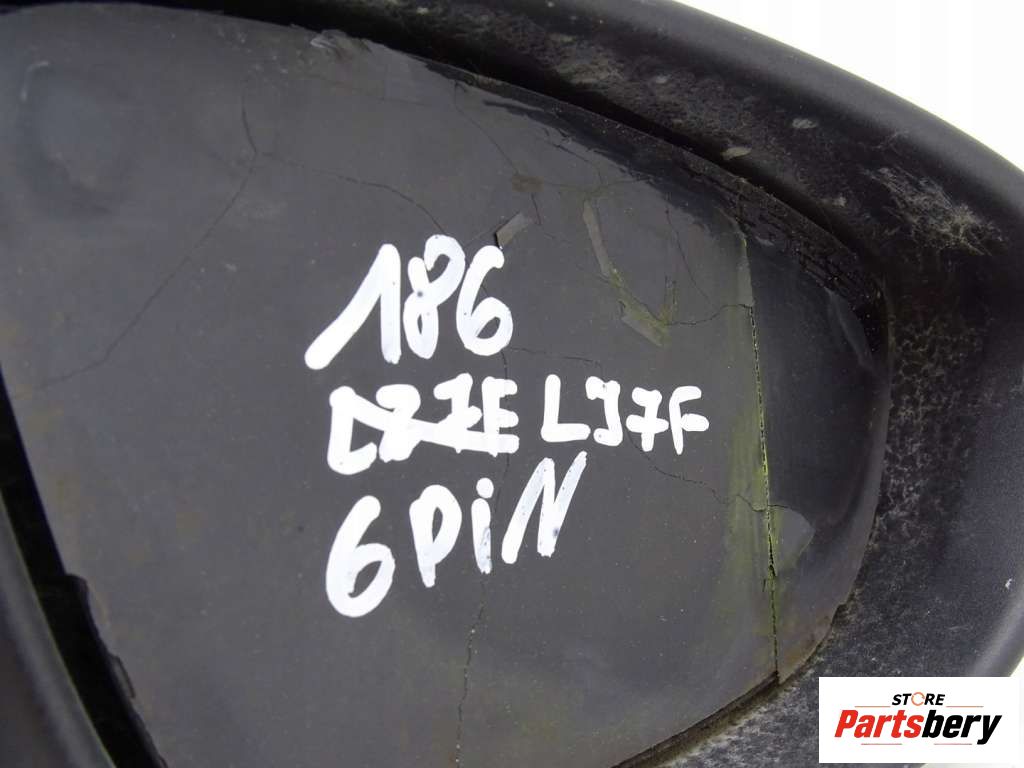 186
LJ7F
6PiN
STORE
Partsbery